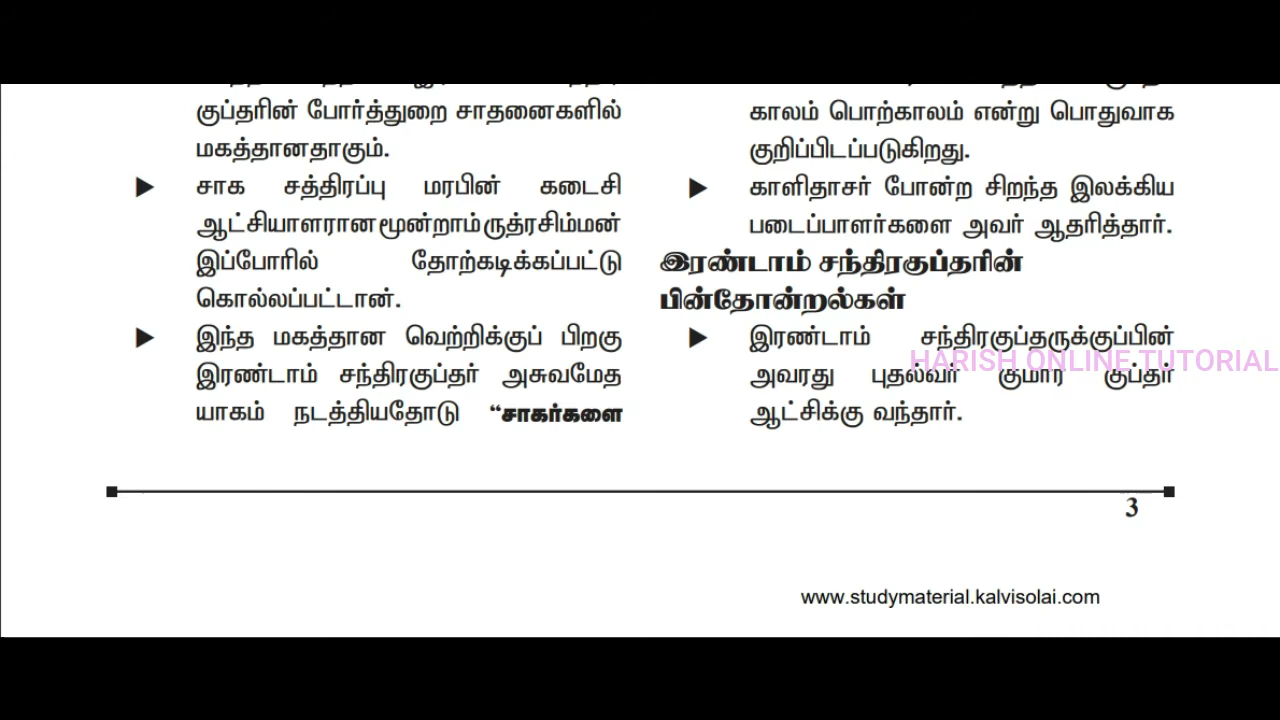 குப்தரின் போர்த்துறை சாதனைகளில்
மகத்தானதாகும்.
▶ சாக சத்திரப்பு மரபின் கடைசி
ஆட்சியாளரான மூன்றாம் ருத்ரசிம்மன்
இப்போரில் தோற்கடிக்கப்பட்டு
கொல்லப்பட்டான்.
▶ இந்த மகத்தான வெற்றிக்குப் பிறகு
இரண்டாம் சந்திரகுப்தர் அசுவமேத
யாகம் நடத்தியதோடு “சாகர்களை
காலம் பொற்காலம் என்று பொதுவாக
குறிப்பிடப்படுகிறது.
▶ காளிதாசர் போன்ற சிறந்த இலக்கிய
படைப்பாளர்களை அவர் ஆதரித்தார்.
இரண்டாம் சந்திரகுப்தரின்
பின்தோன்றல்கள்
▶ இரண்டாம் சந்திரகுப்தருக்குப்பின்
அவரது புதல்வர் குமார குப்தர்
ஆட்சிக்கு வந்தார்.
HARISH ONLINE TUTORIAL
3
www.studymaterial.kalvisolai.com